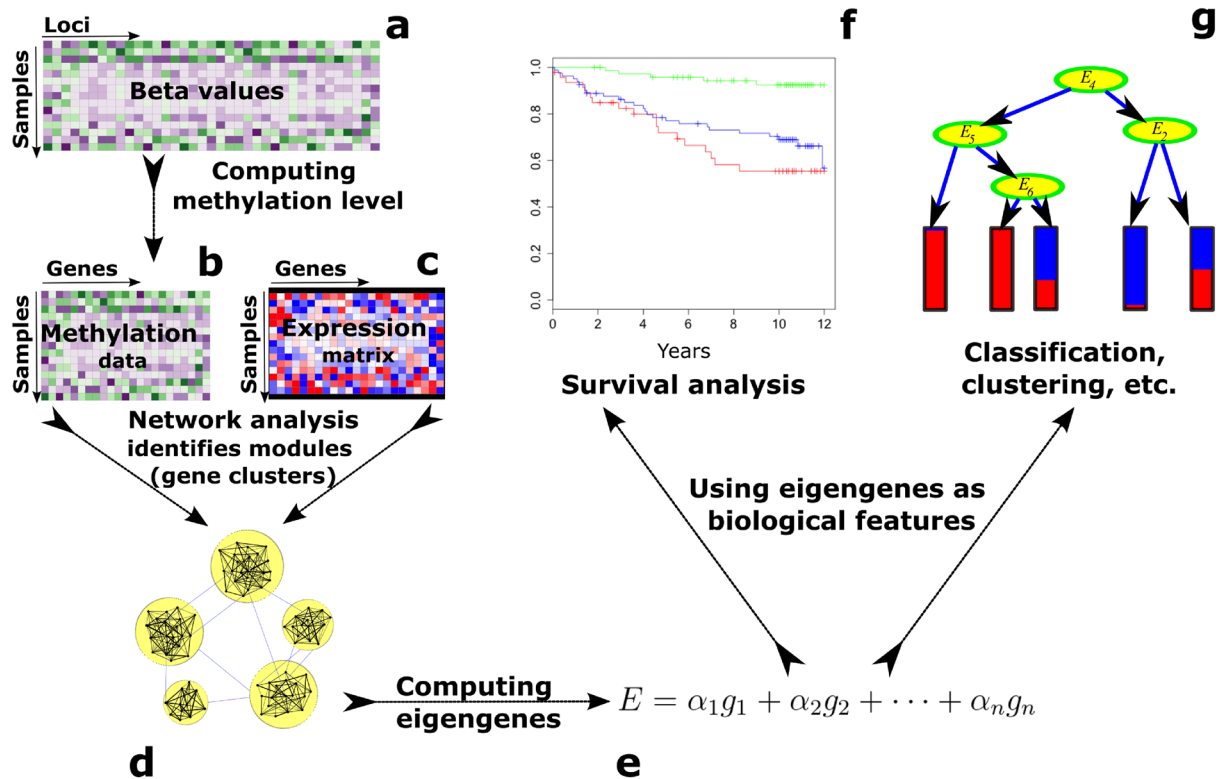 Loci
a
Samples
Beta values
Computing
methylation level
Genes
b
Samples
Methylation
data
Genes
c
Samples
Expression
matrix
Network analysis
identifies modules
(gene clusters)
d
Computing
eigengenes
E = α₁g₁ + α₂g₂ + ⋯ + αₙgₙ
e
Using eigengenes as
biological features
f
1.0
0.8
0.6
0.4
0.2
0.0
0 2 4 6 8 10 12
Years
Survival analysis
g
E₄
E₅
E₂
E₆
Classification,
clustering, etc.